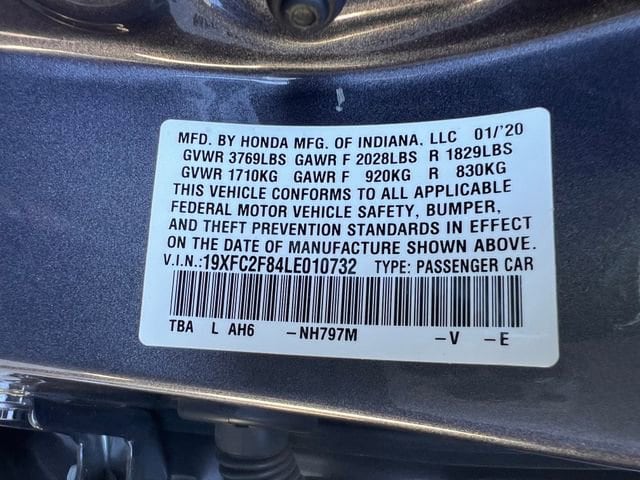 MFD. BY HONDA MFG. OF INDIANA, LLC 01/'20
GVWR 3769LBS GAWR F 2028LBS R 1829LBS
GVWR 1710KG GAWR F 920KG R 830KG
THIS VEHICLE CONFORMS TO ALL APPLICABLE
FEDERAL MOTOR VEHICLE SAFETY, BUMPER,
AND THEFT PREVENTION STANDARDS IN EFFECT
ON THE DATE OF MANUFACTURE SHOWN ABOVE.
V.I.N.:19XFC2F84LE010732 TYPE: PASSENGER CAR
TBA L AH6 -NH797M -V -E